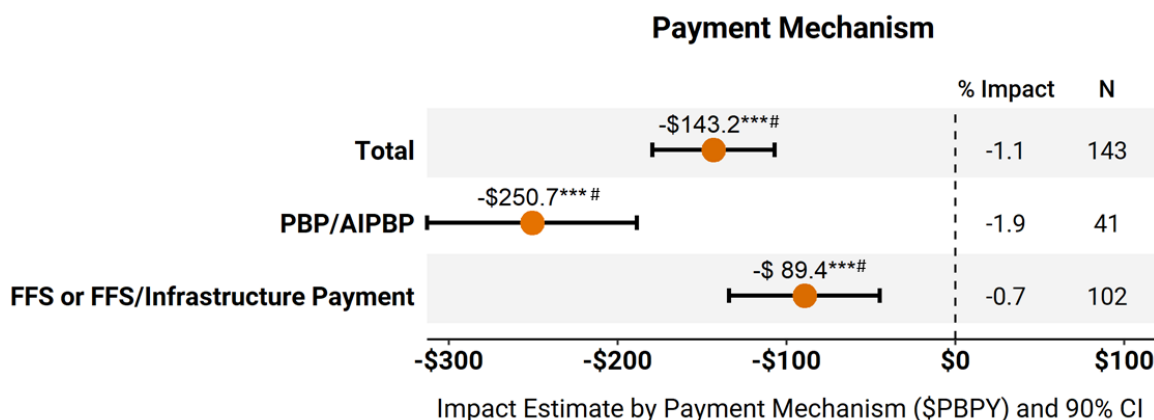 Payment Mechanism
% Impact N
Total -$143.2***# -1.1 143
PBP/AIPBP -$250.7***# -1.9 41
FFS or FFS/Infrastructure Payment -$ 89.4***# -0.7 102
-$300 -$200 -$100 $0 $100
Impact Estimate by Payment Mechanism ($PBPY) and 90% CI